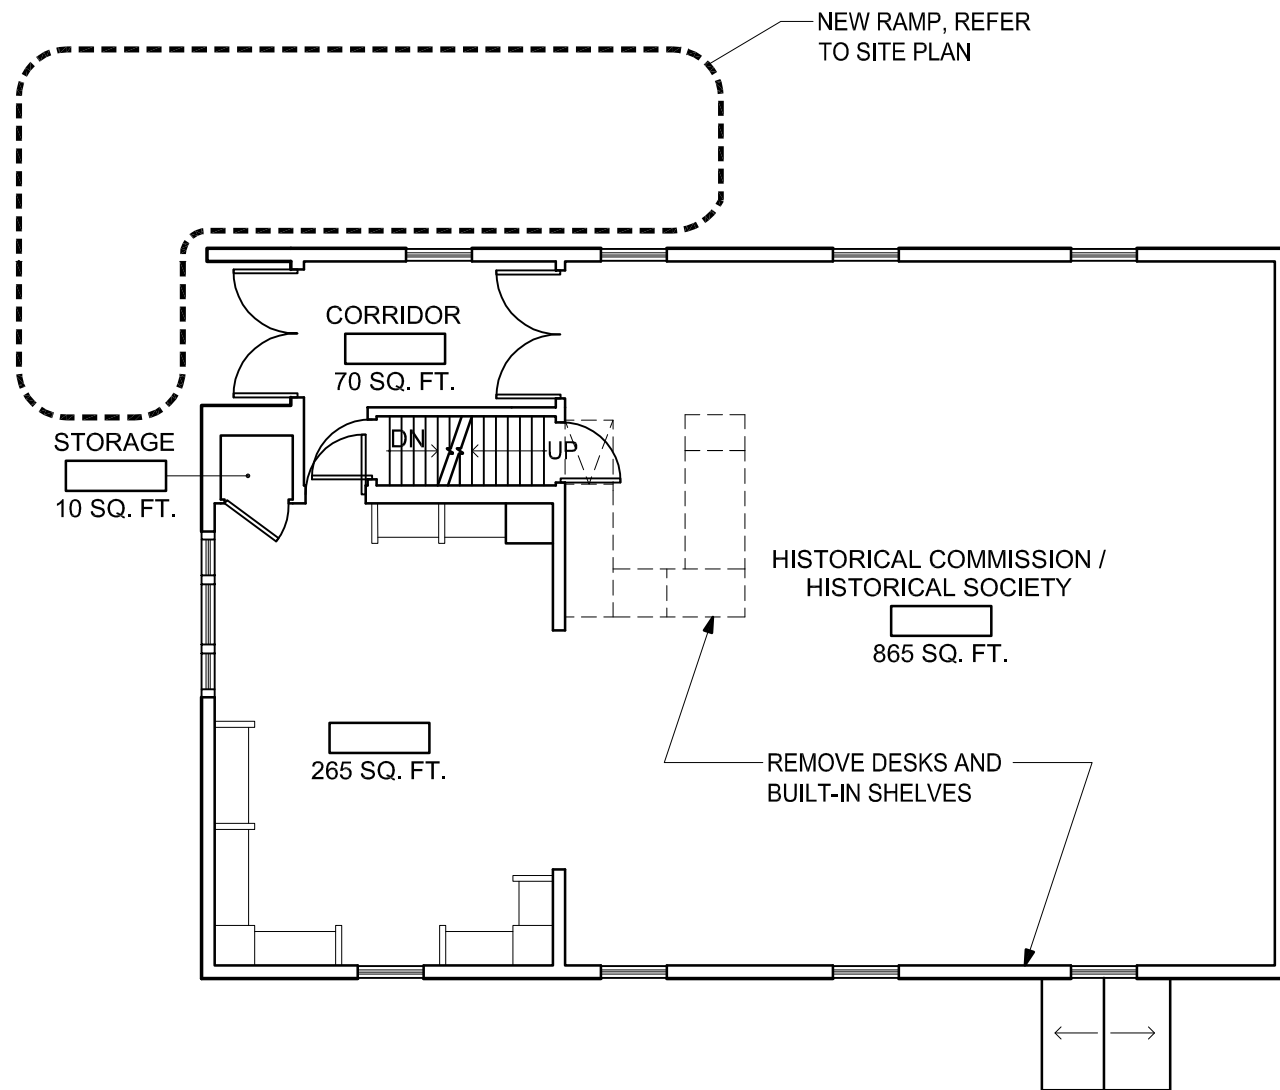 NEW RAMP, REFER
TO SITE PLAN
CORRIDOR
70 SQ. FT.
STORAGE
10 SQ. FT.
DN
UP
HISTORICAL COMMISSION /
HISTORICAL SOCIETY
865 SQ. FT.
265 SQ. FT.
REMOVE DESKS AND
BUILT-IN SHELVES